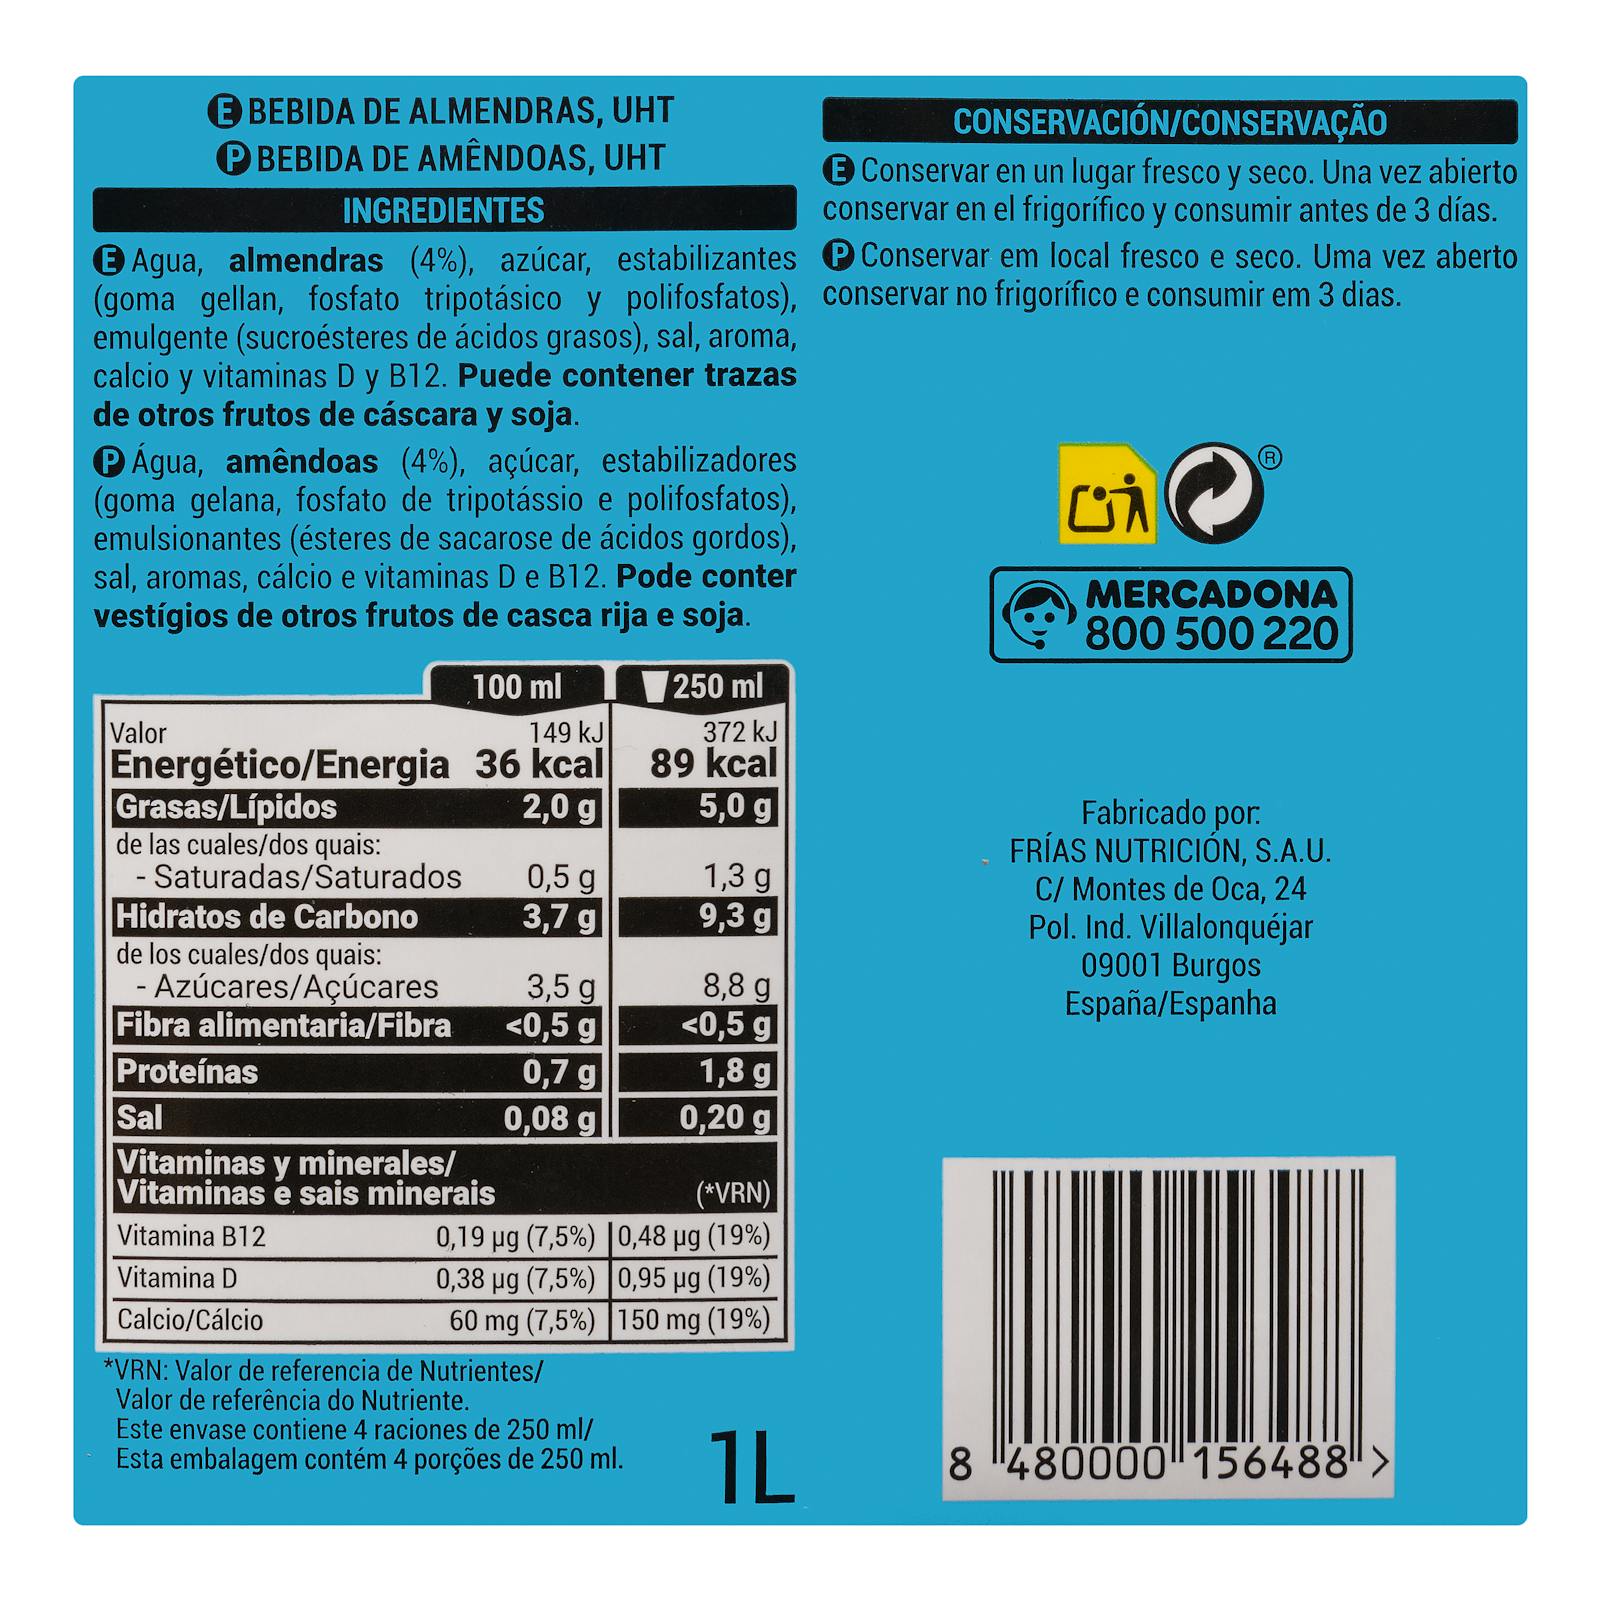 E BEBIDA DE ALMENDRAS, UHT
P BEBIDA DE AMÊNDOAS, UHT
INGREDIENTES
E Agua, almendras (4%), azúcar, estabilizantes
(goma gellan, fosfato tripotásico y polifosfatos),
emulgente (sucroésteres de ácidos grasos), sal, aroma,
calcio y vitaminas D y B12. Puede contener trazas
de otros frutos de cáscara y soja.
P Água, amêndoas (4%), açúcar, estabilizadores
(goma gelana, fosfato de tripotássio e polifosfatos),
emulsionantes (ésteres de sacarose de ácidos gordos),
sal, aromas, cálcio e vitaminas D e B12. Pode conter
vestígios de otros frutos de casca rija e soja.
100 ml 250 ml
Valor 149 kJ 372 kJ
Energético/Energia 36 kcal 89 kcal
Grasas/Lípidos 2,0 g 5,0 g
de las cuales/dos quais:
- Saturadas/Saturados 0,5 g 1,3 g
Hidratos de Carbono 3,7 g 9,3 g
de los cuales/dos quais:
- Azúcares/Açúcares 3,5 g 8,8 g
Fibra alimentaria/Fibra <0,5 g <0,5 g
Proteínas 0,7 g 1,8 g
Sal 0,08 g 0,20 g
Vitaminas y minerales/
Vitaminas e sais minerais (*VRN)
Vitamina B12 0,19 µg (7,5%) 0,48 µg (19%)
Vitamina D 0,38 µg (7,5%) 0,95 µg (19%)
Calcio/Cálcio 60 mg (7,5%) 150 mg (19%)
*VRN: Valor de referencia de Nutrientes/
Valor de referência do Nutriente.
Este envase contiene 4 raciones de 250 ml/
Esta embalagem contém 4 porções de 250 ml.
1L
CONSERVACIÓN/CONSERVAÇÃO
E Conservar en un lugar fresco y seco. Una vez abierto
conservar en el frigorífico y consumir antes de 3 días.
P Conservar em local fresco e seco. Uma vez aberto
conservar no frigorífico e consumir em 3 dias.
®
MERCADONA
800 500 220
Fabricado por:
FRÍAS NUTRICIÓN, S.A.U.
C/ Montes de Oca, 24
Pol. Ind. Villalonquéjar
09001 Burgos
España/Espanha
8 480000 156488 >